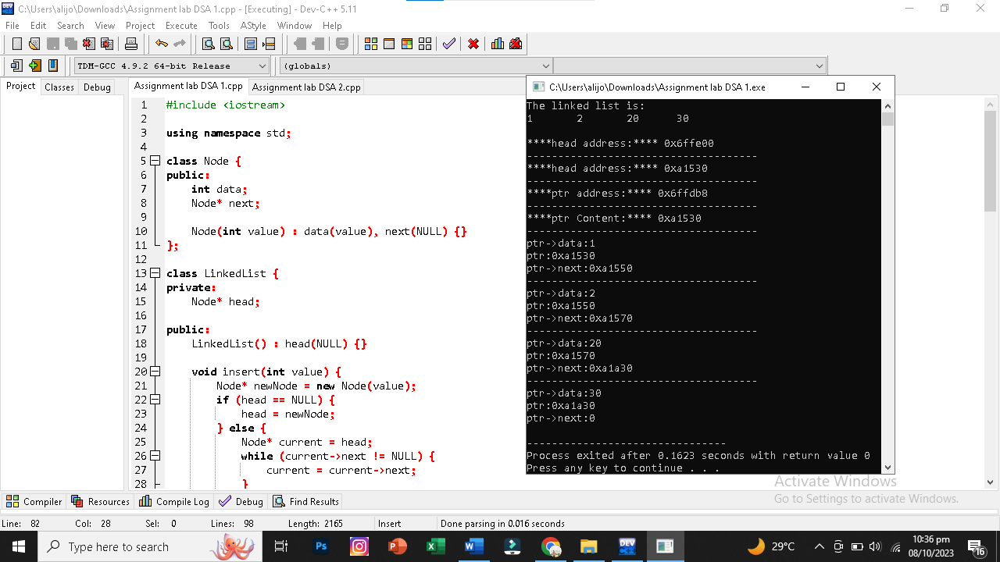 C:\Users\alijo\Downloads\Assignment lab DSA 1.cpp - [Executing] - Dev-C++ 5.11
File Edit Search View Project Execute Tools AStyle Window Help
TDM-GCC 4.9.2 64-bit Release (globals)
Project Classes Debug
Assignment lab DSA 1.cpp Assignment lab DSA 2.cpp
1 #include <iostream>
2
3 using namespace std;
4
5 class Node {
6 public:
7 int data;
8 Node* next;
9
10 Node(int value) : data(value), next(NULL) {}
11 };
12
13 class LinkedList {
14 private:
15 Node* head;
16
17 public:
18 LinkedList() : head(NULL) {}
19
20 void insert(int value) {
21 Node* newNode = new Node(value);
22 if (head == NULL) {
23 head = newNode;
24 } else {
25 Node* current = head;
26 while (current->next != NULL) {
27 current = current->next;
28 }
C:\Users\alijo\Downloads\Assignment lab DSA 1.exe
The linked list is:
1 2 20 30
****head address:**** 0x6ffe00
-------------------------------------
****head address:**** 0xa1530
-------------------------------------
****ptr address:**** 0x6ffdb8
-------------------------------------
****ptr Content:**** 0xa1530
-------------------------------------
ptr->data:1
ptr:0xa1530
ptr->next:0xa1550
-------------------------------------
ptr->data:2
ptr:0xa1550
ptr->next:0xa1570
-------------------------------------
ptr->data:20
ptr:0xa1570
ptr->next:0xa1a30
-------------------------------------
ptr->data:30
ptr:0xa1a30
ptr->next:0
--------------------------------
Process exited after 0.1623 seconds with return value 0
Press any key to continue . . .
Activate Windows
Go to Settings to activate Windows.
Compiler Resources Compile Log Debug Find Results
Line: 82 Col: 28 Sel: 0 Lines: 98 Length: 2165 Insert Done parsing in 0.016 seconds
Type here to search
29°C
10:36 pm
08/10/2023
16